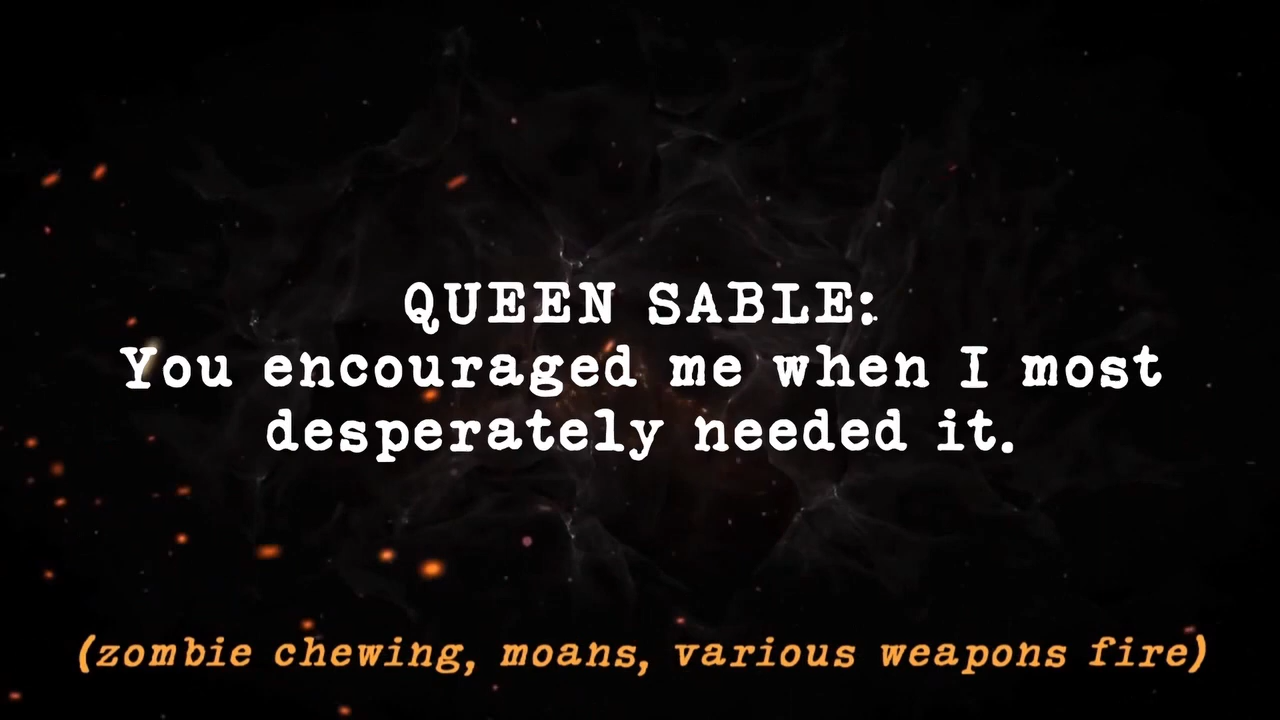 QUEEN SABLE:
You encouraged me when I most
desperately needed it.
(zombie chewing, moans, various weapons fire)